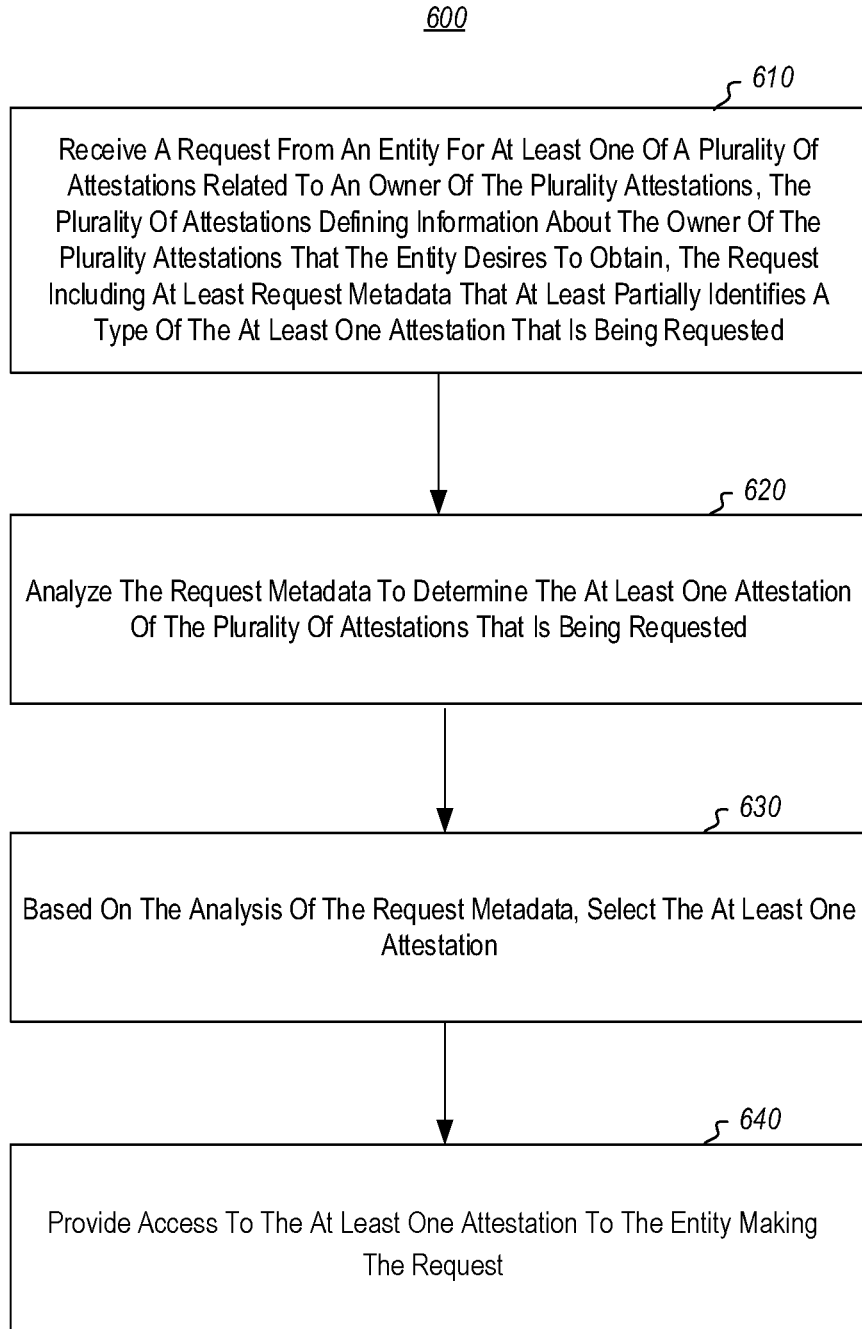 600
610
Receive A Request From An Entity For At Least One Of A Plurality Of
Attestations Related To An Owner Of The Plurality Attestations, The
Plurality Of Attestations Defining Information About The Owner Of The
Plurality Attestations That The Entity Desires To Obtain, The Request
Including At Least Request Metadata That At Least Partially Identifies A
Type Of The At Least One Attestation That Is Being Requested
620
Analyze The Request Metadata To Determine The At Least One Attestation
Of The Plurality Of Attestations That Is Being Requested
630
Based On The Analysis Of The Request Metadata, Select The At Least One
Attestation
640
Provide Access To The At Least One Attestation To The Entity Making
The Request